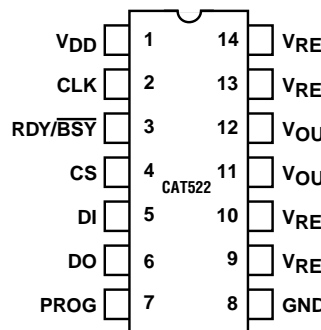 VDD 1 14 VRE
CLK 2 13 VRE
RDY/BSY 3 12 VOU
CS 4 11 VOU
CAT522
DI 5 10 VRE
DO 6 9 VRE
PROG 7 8 GND